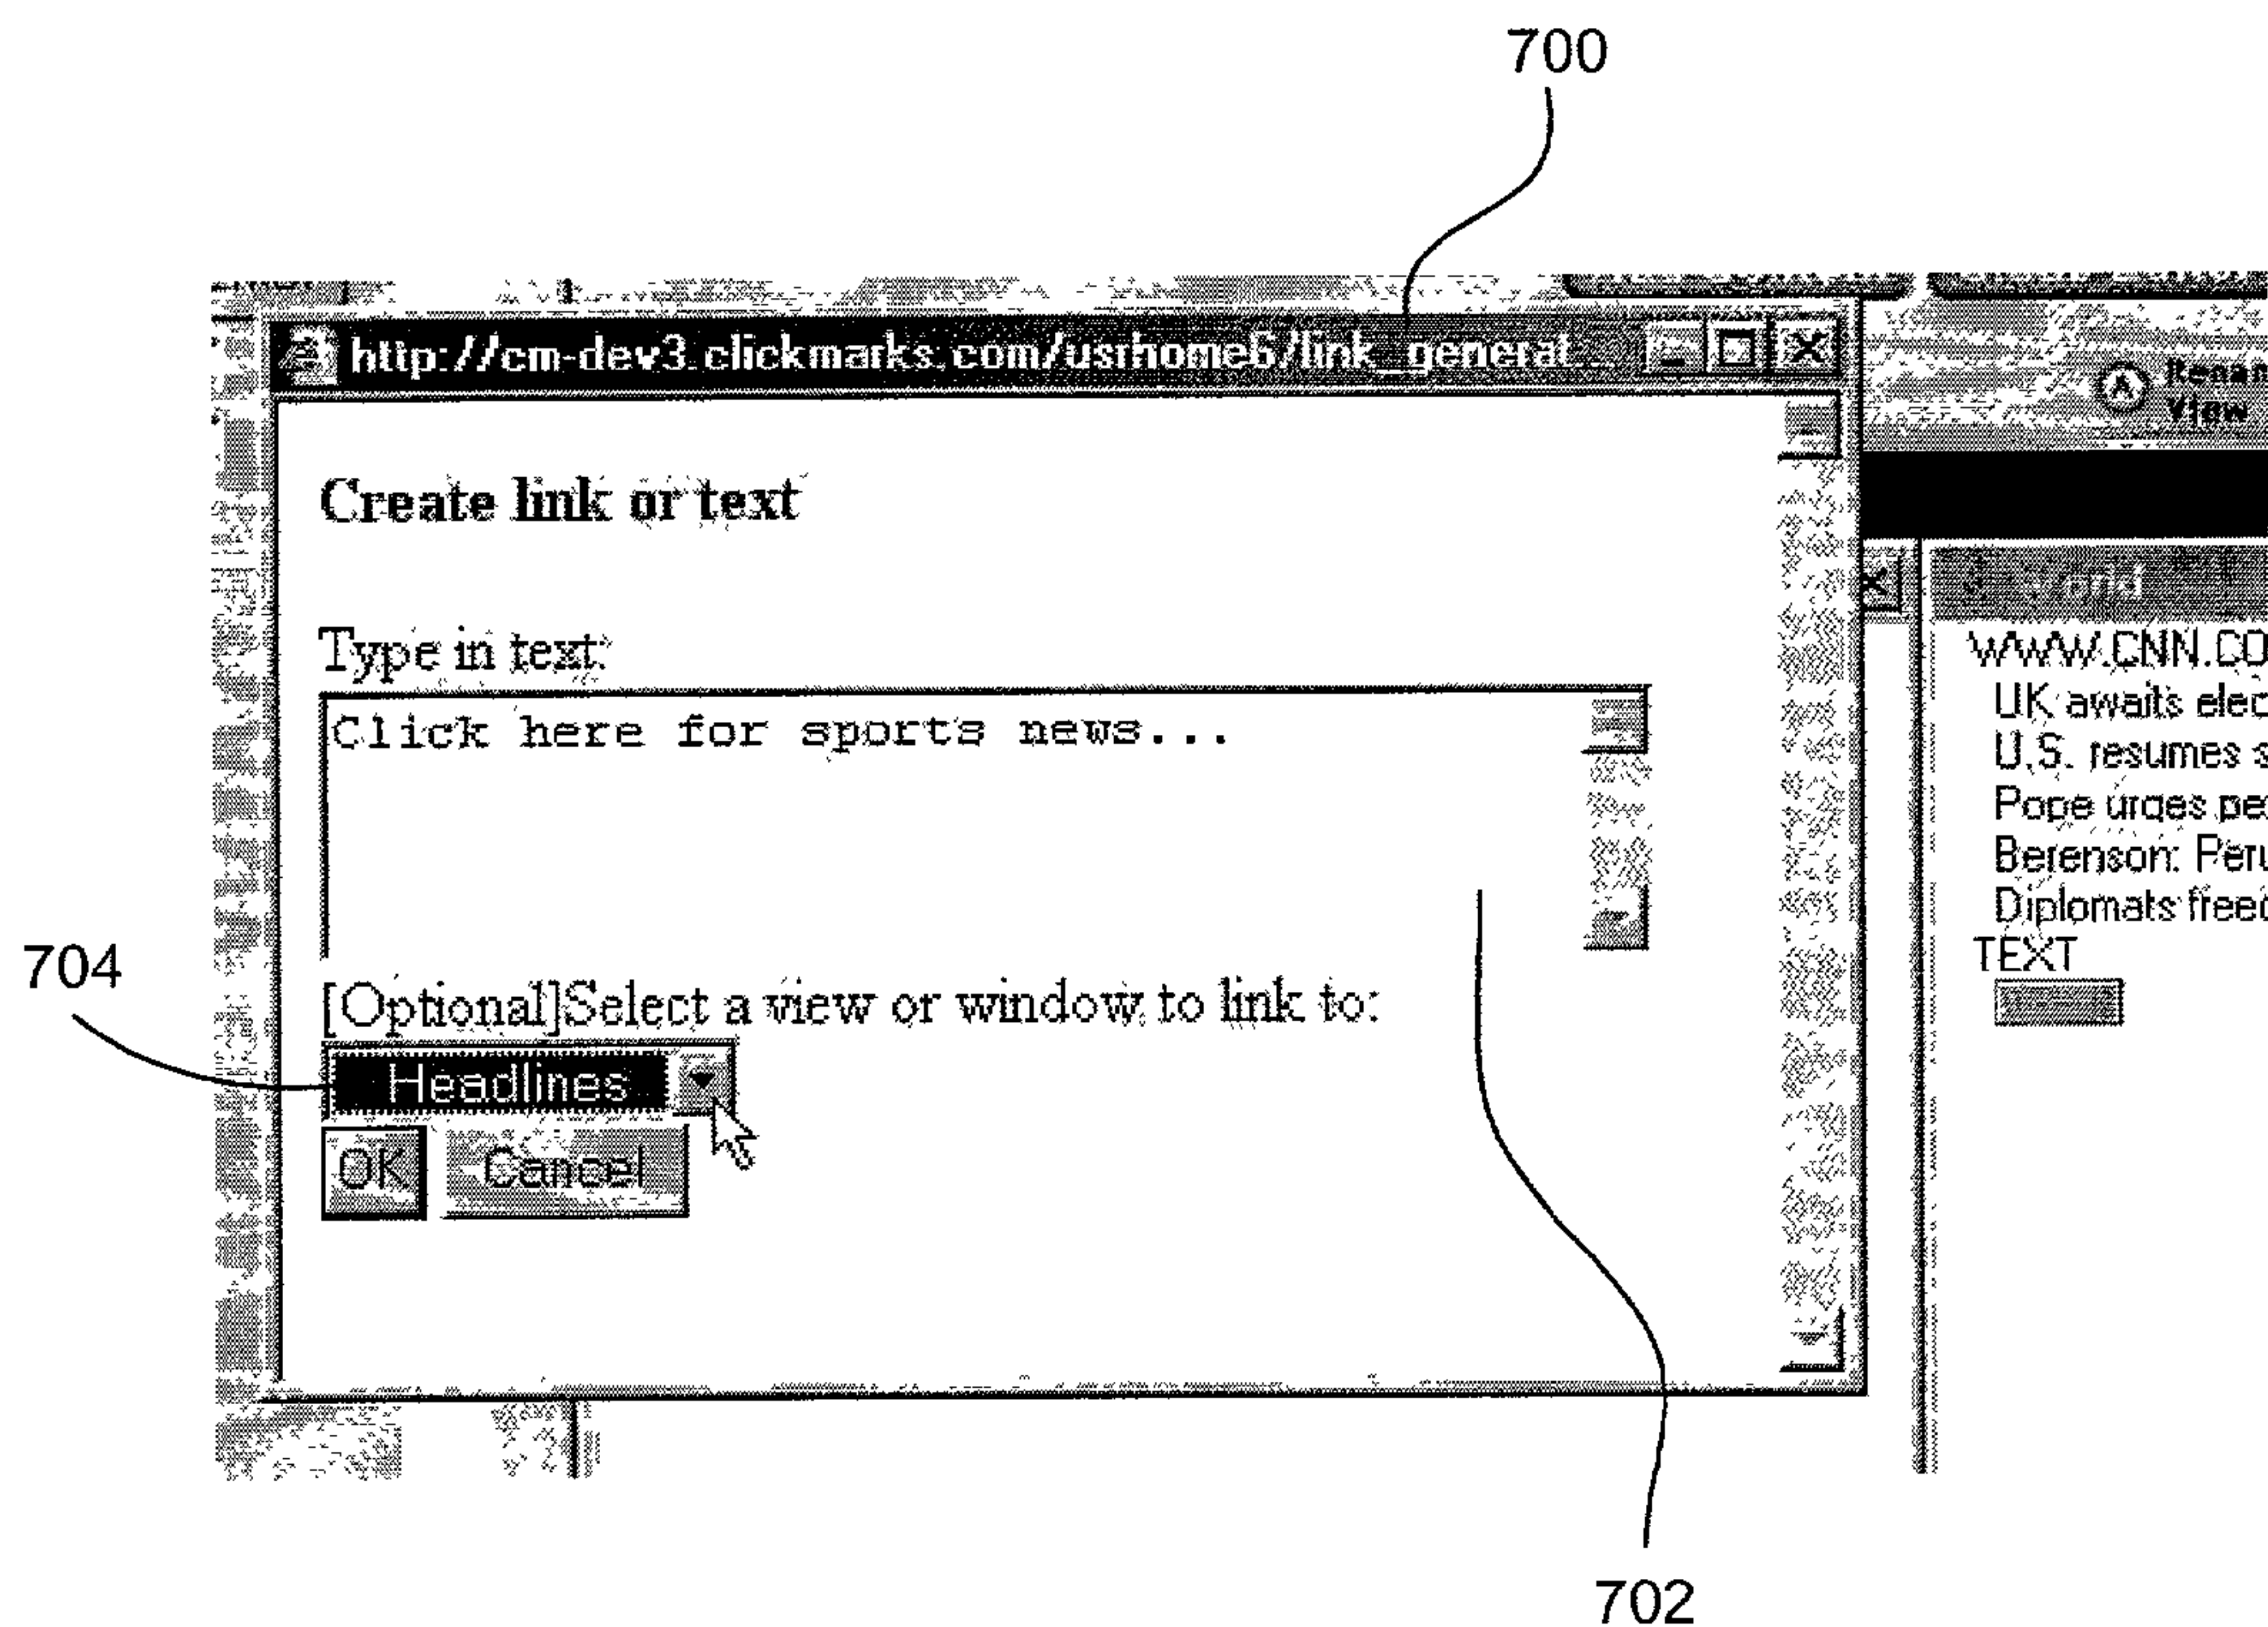 700
http://cm-dev3.clickmarks.com/usrhome6/link_generat
Renan
View
Create link or text
Type in text:
Click here for sports news...
[Optional]Select a view or window to link to:
Headlines
OK Cancel
704
WWW.CNN.CO
UK awaits elec
U.S. resumes s
Pope urges pe
Berenson: Peru
Diplomats freed
TEXT
702